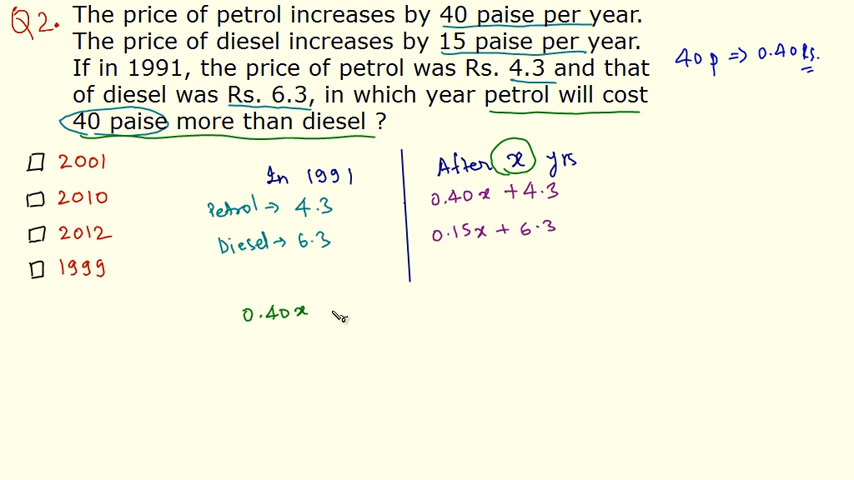 Q2. The price of petrol increases by 40 paise per year.
The price of diesel increases by 15 paise per year.
If in 1991, the price of petrol was Rs. 4.3 and that
of diesel was Rs. 6.3, in which year petrol will cost
40 paise more than diesel ?
40 p => 0.40 Rs.
2001
2010
2012
1999
In 1991
Petrol → 4.3
Diesel → 6.3
After x yrs
0.40x + 4.3
0.15x + 6.3
0.40x